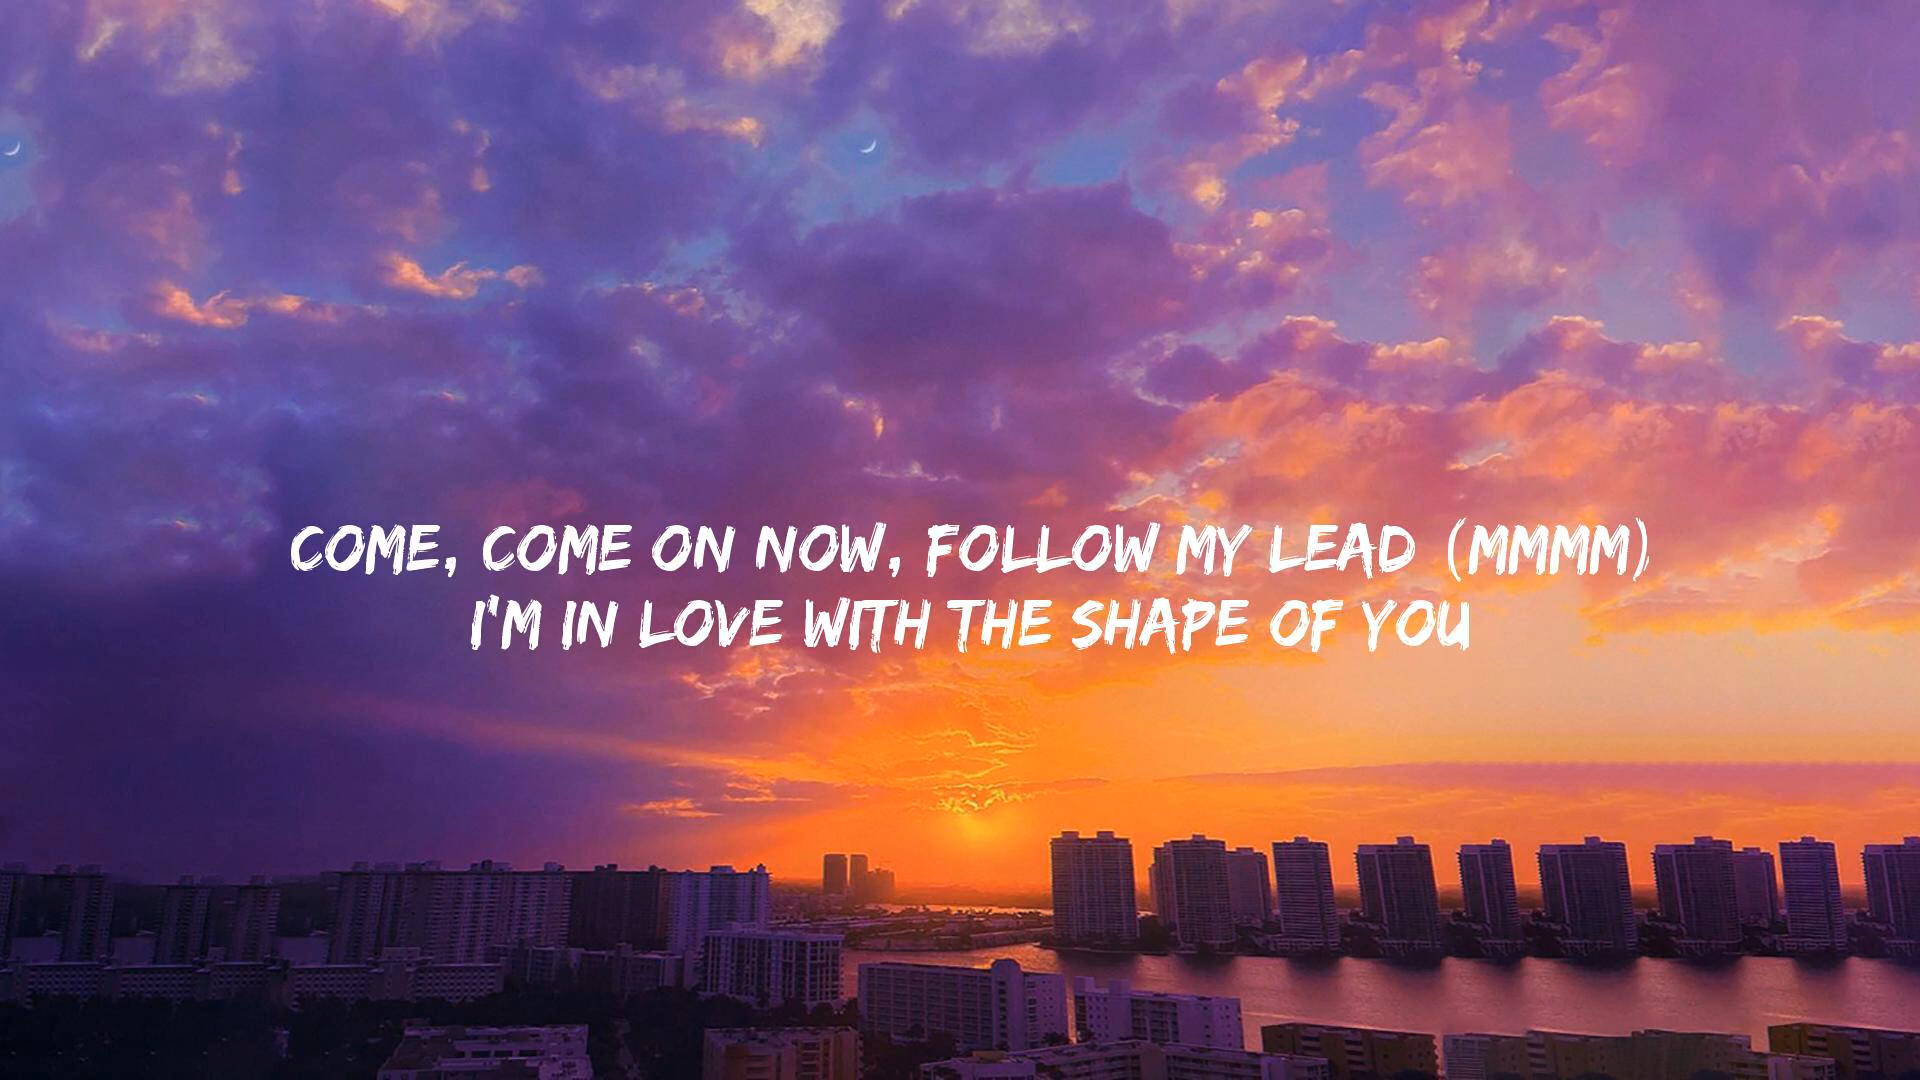 COME, COME ON NOW, FOLLOW MY LEAD (MMMM)
I'M IN LOVE WITH THE SHAPE OF YOU